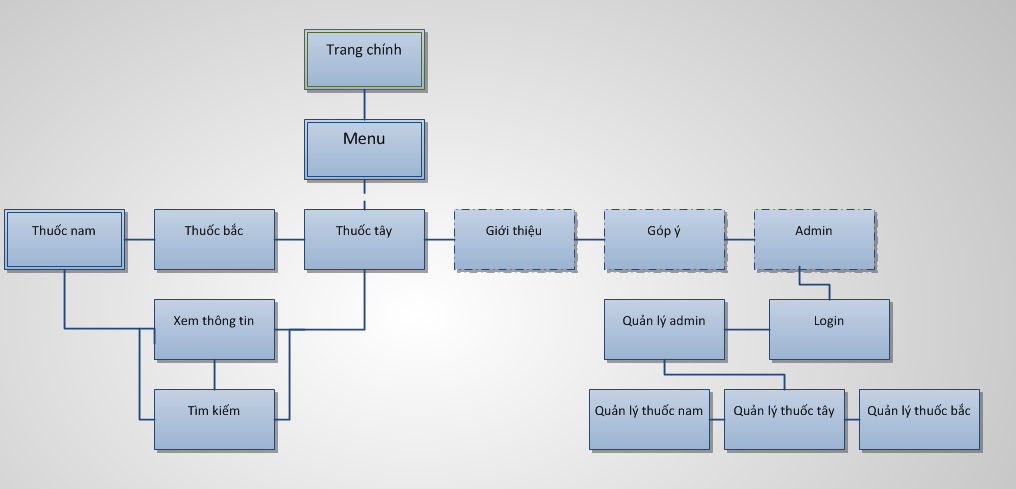 Trang chính
Menu
Thuốc nam
Thuốc bắc
Thuốc tây
Giới thiệu
Góp ý
Admin
Xem thông tin
Quản lý admin
Login
Tìm kiếm
Quản lý thuốc nam
Quản lý thuốc tây
Quản lý thuốc bắc